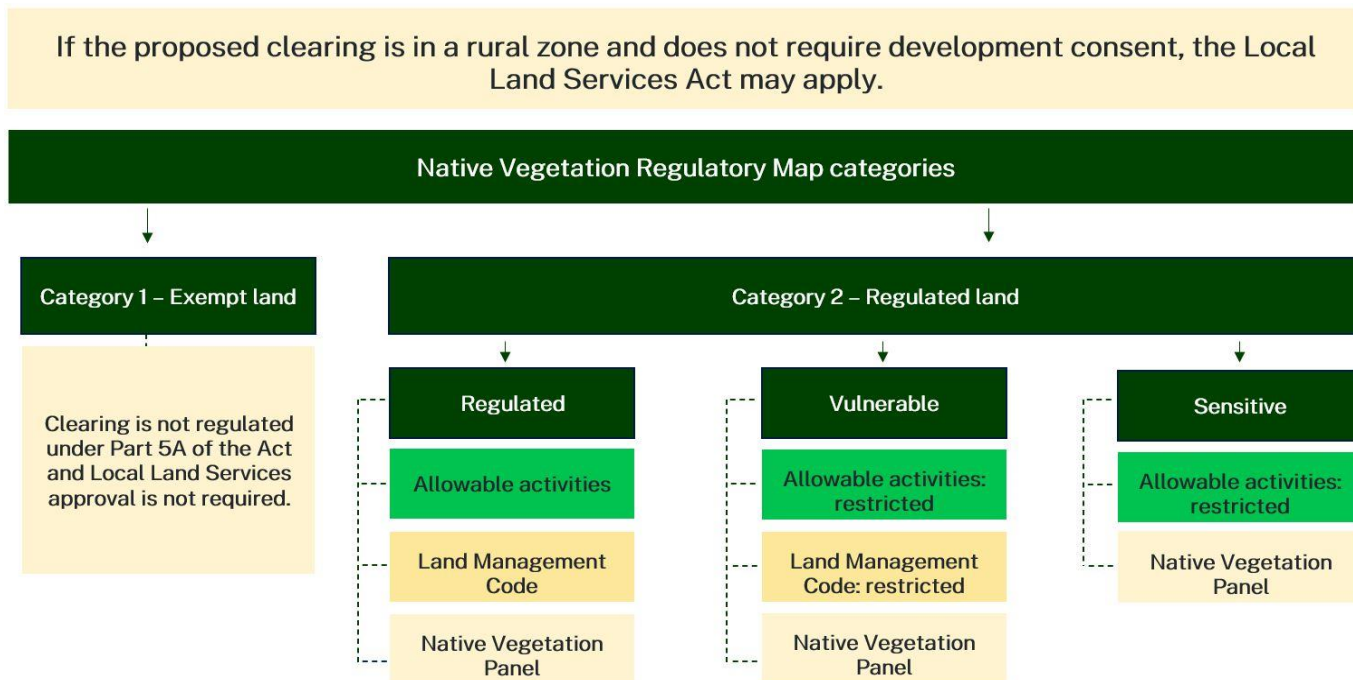 If the proposed clearing is in a rural zone and does not require development consent, the Local
Land Services Act may apply.
Native Vegetation Regulatory Map categories
Category 1 – Exempt land
Clearing is not regulated
under Part 5A of the Act
and Local Land Services
approval is not required.
Category 2 – Regulated land
Regulated
Allowable activities
Land Management
Code
Native Vegetation
Panel
Vulnerable
Allowable activities:
restricted
Land Management
Code: restricted
Native Vegetation
Panel
Sensitive
Allowable activities:
restricted
Native Vegetation
Panel